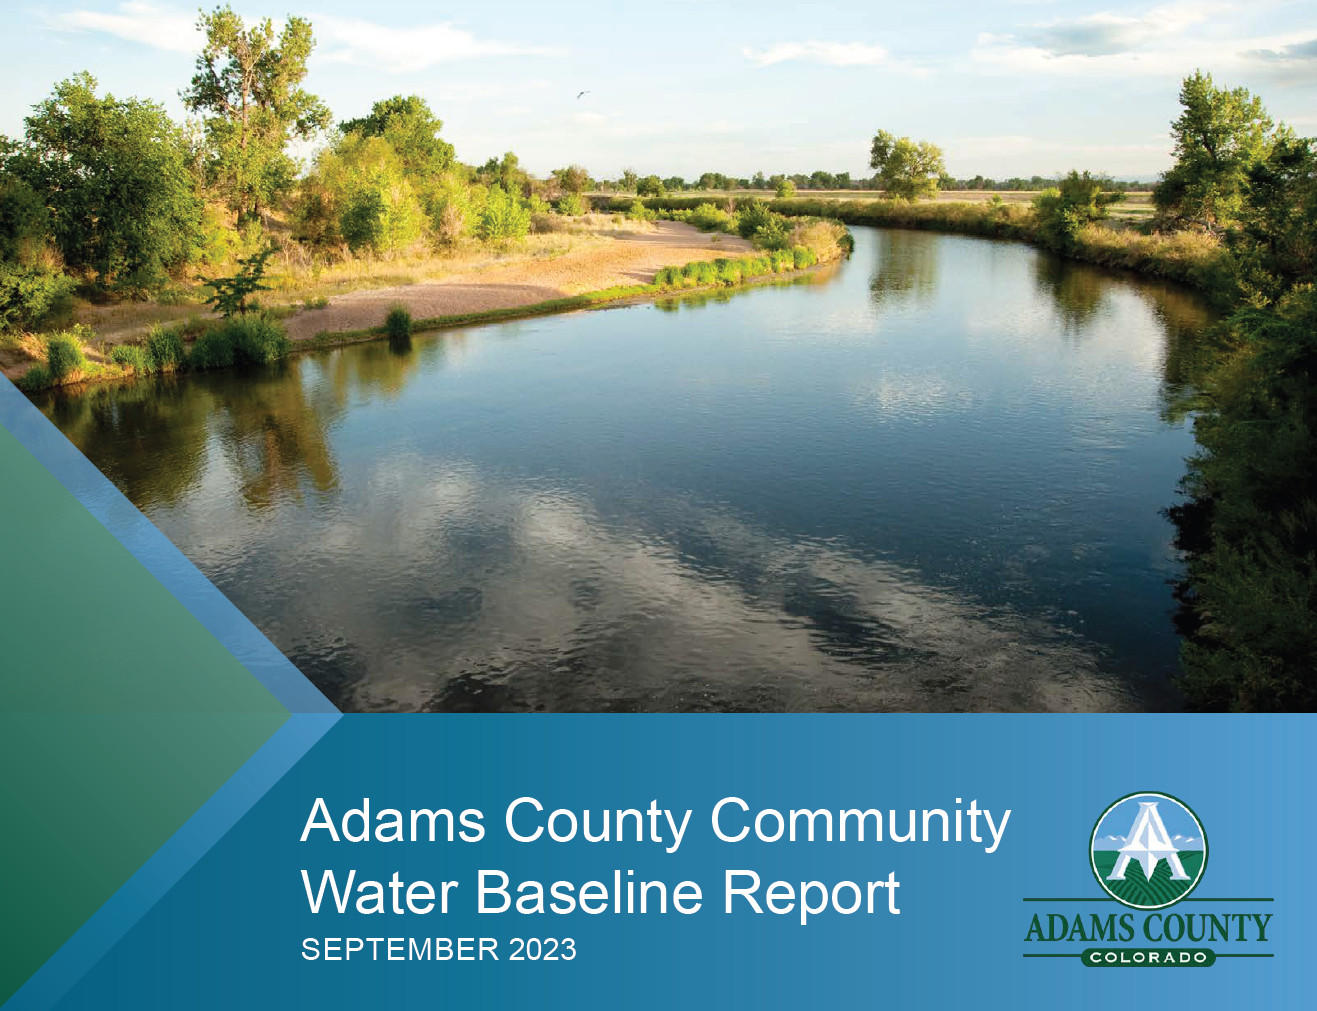 Adams County Community
Water Baseline Report
SEPTEMBER 2023
A
ADAMS COUNTY
COLORADO